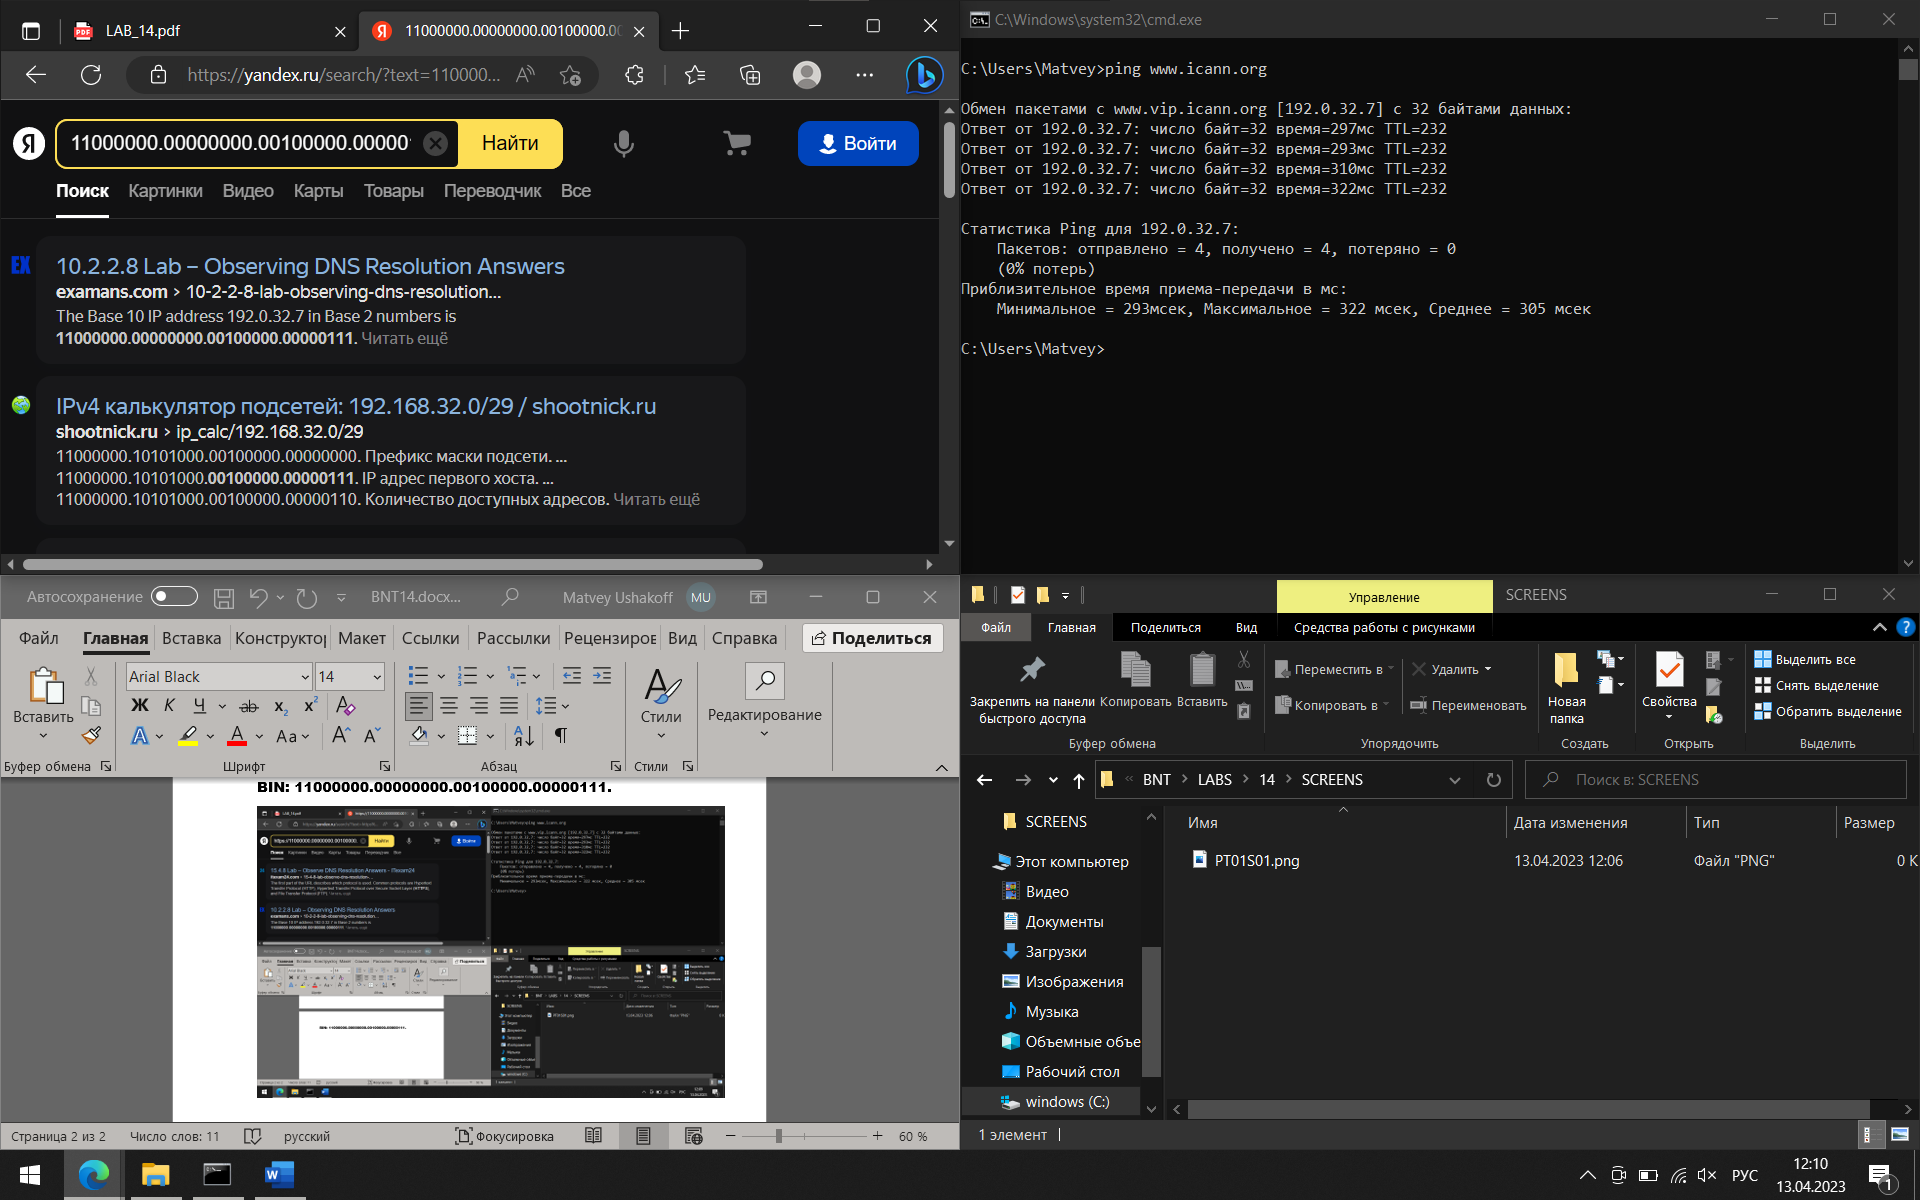 LAB_14.pdf
11000000.00000000.00100000.00
https://yandex.ru/search/?text=110000...
11000000.00000000.00100000.00000
Найти
Войти
Поиск Картинки Видео Карты Товары Переводчик Все
10.2.2.8 Lab – Observing DNS Resolution Answers
examans.com › 10-2-2-8-lab-observing-dns-resolution...
The Base 10 IP address 192.0.32.7 in Base 2 numbers is
11000000.00000000.00100000.00000111. Читать ещё
IPv4 калькулятор подсетей: 192.168.32.0/29 / shootnick.ru
shootnick.ru › ip_calc/192.168.32.0/29
11000000.10101000.00100000.00000000. Префикс маски подсети. ...
11000000.10101000.00100000.00000111. IP адрес первого хоста. ...
11000000.10101000.00100000.00000110. Количество доступных адресов. Читать ещё
C:\Windows\system32\cmd.exe
C:\Users\Matvey>ping www.icann.org
Обмен пакетами с www.vip.icann.org [192.0.32.7] с 32 байтами данных:
Ответ от 192.0.32.7: число байт=32 время=297мс TTL=232
Ответ от 192.0.32.7: число байт=32 время=293мс TTL=232
Ответ от 192.0.32.7: число байт=32 время=310мс TTL=232
Ответ от 192.0.32.7: число байт=32 время=322мс TTL=232
Статистика Ping для 192.0.32.7:
Пакетов: отправлено = 4, получено = 4, потеряно = 0
(0% потерь)
Приблизительное время приема-передачи в мс:
Минимальное = 293мсек, Максимальное = 322 мсек, Среднее = 305 мсек
C:\Users\Matvey>
Автосохранение
BNT14.docx...
Matvey Ushakoff MU
Файл Главная Вставка Конструктор Макет Ссылки Рассылки Рецензиров Вид Справка Поделиться
Arial Black 14
Вставить
Ж К Ч ab x₂ x²
Aa
Стили
Редактирование
Буфер обмена Шрифт Абзац Стили
BIN: 11000000.00000000.00100000.00000111.
Страница 2 из 2 Число слов: 11 русский Фокусировка 60 %
Управление
SCREENS
Файл Главная Поделиться Вид Средства работы с рисунками
Закрепить на панели быстрого доступа
Копировать
Вставить
Переместить в
Копировать в
Удалить
Переименовать
Новая папка
Свойства
Выделить все
Снять выделение
Обратить выделение
Буфер обмена Упорядочить Создать Открыть Выделить
BNT LABS 14 SCREENS
Поиск в: SCREENS
Имя Дата изменения Тип Размер
PT01S01.png 13.04.2023 12:06 Файл "PNG" 0 К
SCREENS
Этот компьютер
Видео
Документы
Загрузки
Изображения
Музыка
Объемные объе
Рабочий стол
windows (C:)
1 элемент
РУС
12:10
13.04.2023
1